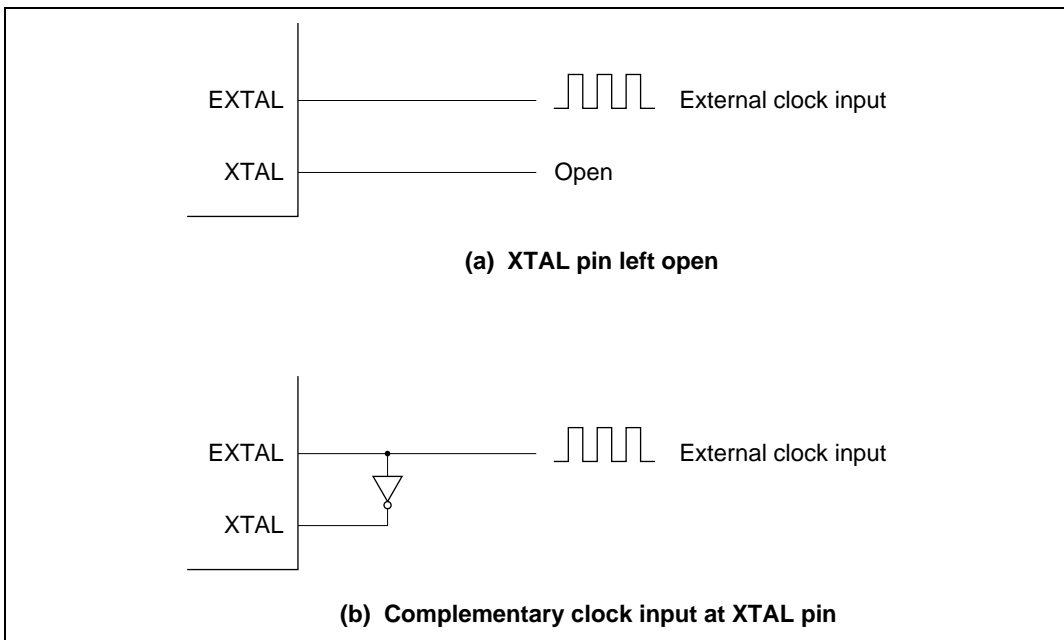 EXTAL External clock input
XTAL Open
(a) XTAL pin left open
EXTAL External clock input
XTAL
(b) Complementary clock input at XTAL pin